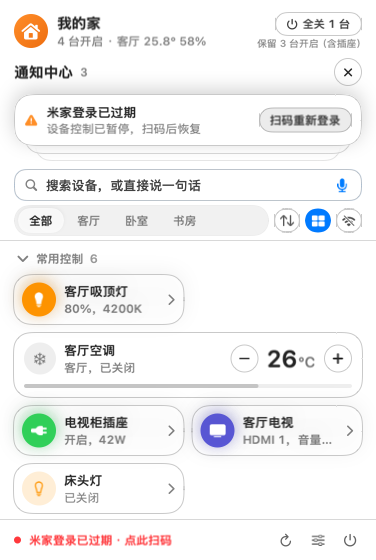 我的家
4 台开启 · 客厅 25.8° 58%
全关 1 台
保留 3 台开启 (含插座)
通知中心 3
米家登录已过期
设备控制已暂停，扫码后恢复
扫码重新登录
搜索设备，或直接说一句话
全部 客厅 卧室 书房
常用控制 6
客厅吸顶灯
80%，4200K
客厅空调
客厅，已关闭
26°C
电视柜插座
开启，42W
客厅电视
HDMI 1，音量...
床头灯
已关闭
米家登录已过期 · 点此扫码